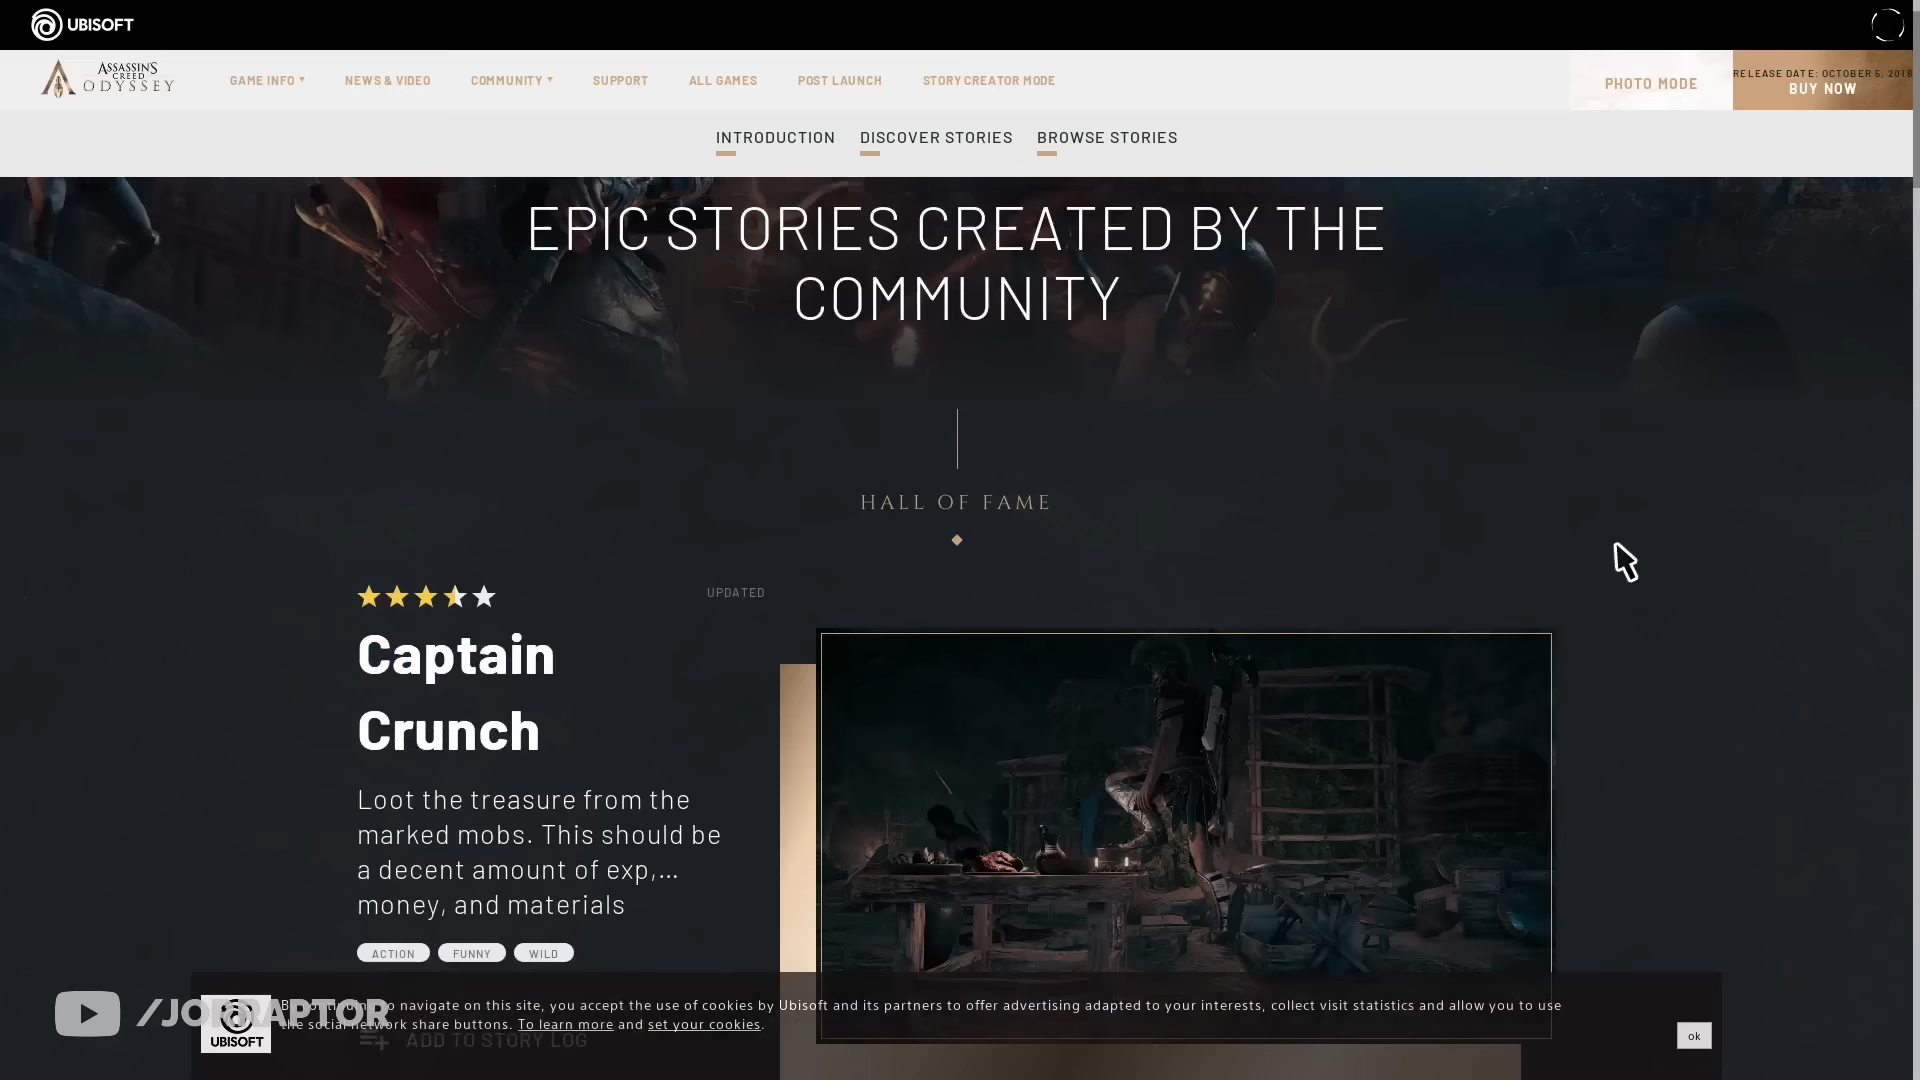 UBISOFT
ASSASSIN'S CREED ODYSSEY
GAME INFO
NEWS & VIDEO
COMMUNITY
SUPPORT
ALL GAMES
POST LAUNCH
STORY CREATOR MODE
PHOTO MODE
RELEASE DATE: OCTOBER 5, 2018
BUY NOW
INTRODUCTION
DISCOVER STORIES
BROWSE STORIES
EPIC STORIES CREATED BY THE
COMMUNITY
HALL OF FAME
UPDATED
Captain
Crunch
Loot the treasure from the
marked mobs. This should be
a decent amount of exp,...
money, and materials
ACTION
FUNNY
WILD
/JORRAPTOR
UBISOFT
By continuing to navigate on this site, you accept the use of cookies by Ubisoft and its partners to offer advertising adapted to your interests, collect visit statistics and allow you to use
the social network share buttons. To learn more and set your cookies.
ok
ADD TO STORY LOG